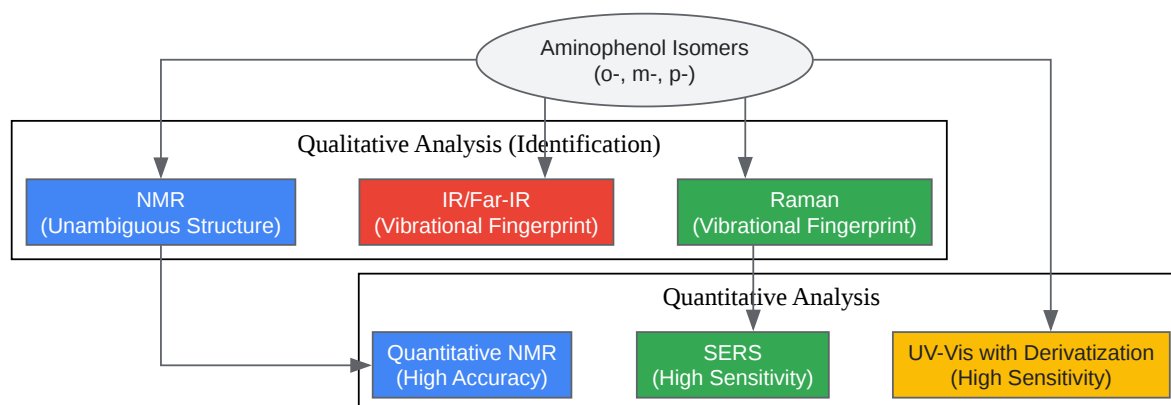 Aminophenol Isomers
(o-, m-, p-)
Qualitative Analysis (Identification)
NMR
(Unambiguous Structure)
IR/Far-IR
(Vibrational Fingerprint)
Raman
(Vibrational Fingerprint)
Quantitative Analysis
Quantitative NMR
(High Accuracy)
SERS
(High Sensitivity)
UV-Vis with Derivatization
(High Sensitivity)